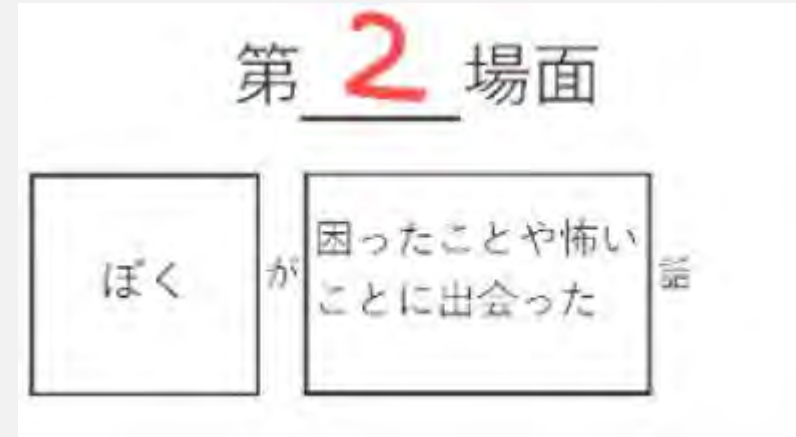 第2場面
ぼく が 困ったことや怖い
ことに出会った 話